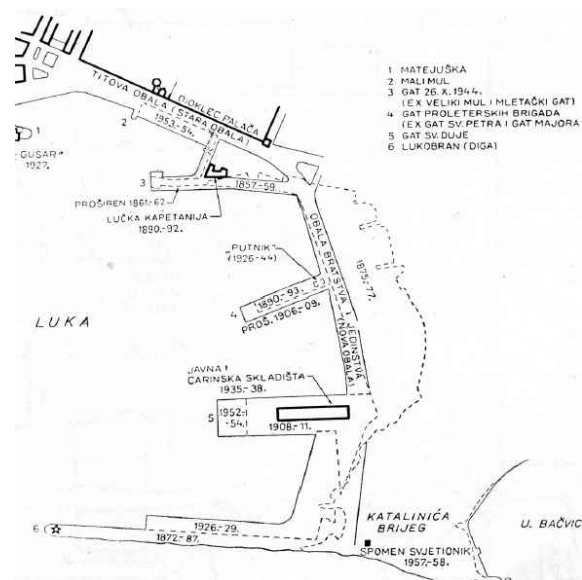 1 MATEJUŠKA
2 MALI MUL
3 GAT 26. X. 1944.
(EX VELIKI MUL I MLETAČKI GAT)
4 GAT PROLETERSKIH BRIGADA
(EX GAT SV. PETRA I GAT MAJORA
5 GAT SV. DUJE
6 LUKOBRAN (DIGA)
DIOKLEC. PALAČA
TITOVA OBALA (STARA OBALA)
1953.-54.
2
1
GUSAR"
1927.
3
PROŠIREN 1861.-62
LUČKA KAPETANIJA
1890.-92.
1857.-59.
"PUTNIK"
(1926-44)
OBALA BRATSTVA I JEDINSTVA
(NOVA OBALA)
1875.-77.
4
1890.-93.
PROŠ. 1906.-09.
LUKA
JAVNA I
CARINSKA SKLADIŠTA
1935.-38.
5
1952.-
-54.
1908.-11.
6
1926.-29.
1872.-87.
KATALINIĆA
BRIJEG
U. BAČVIC
SPOMEN SVJETIONIK
1957.-58.